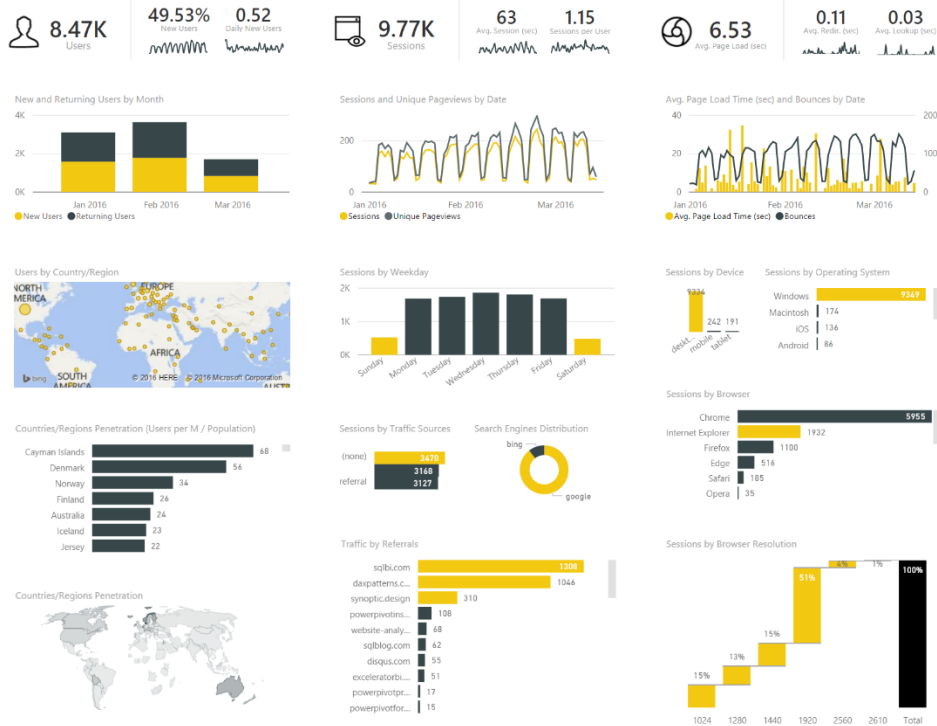 8.47K
Users
49.53%
New Users
0.52
Daily New Users
9.77K
Sessions
63
Avg. Session (sec)
1.15
Sessions per User
6.53
Avg. Page Load (sec)
0.11
Avg. Redir. (sec)
0.03
Avg. Lookup (sec)
New and Returning Users by Month
4K
2K
0
Jan 2016 Feb 2016 Mar 2016
New Users Returning Users
Sessions and Unique Pageviews by Date
200
0
Jan 2016 Feb 2016 Mar 2016
Sessions Unique Pageviews
Avg. Page Load Time (sec) and Bounces by Date
40 200
20 100
0 0
Jan 2016 Feb 2016 Mar 2016
Avg. Page Load Time (sec) Bounces
Users by Country/Region
NORTH
MERICA
EUROPE
AFRICA
SOUTH
AMERICA
AUST
bing
© 2016 HERE © 2016 Microsoft Corporation
Sessions by Weekday
2K
1K
0K
Sunday Monday Tuesday Wednesday Thursday Friday Saturday
Sessions by Device
9336 242 191
deskt... mobile tablet
Sessions by Operating System
Windows 9369
Macintosh 174
iOS 136
Android 86
Countries/Regions Penetration (Users per M / Population)
Cayman Islands 68
Denmark 56
Norway 34
Finland 26
Australia 24
Iceland 23
Jersey 22
Sessions by Traffic Sources
(none) 3470
3168
referral 3127
Search Engines Distribution
bing
google
Sessions by Browser
Chrome 5955
Internet Explorer 1932
Firefox 1100
Edge 516
Safari 185
Opera 35
Countries/Regions Penetration
Traffic by Referrals
sqlbi.com 1308
daxpatterns.c... 1046
synoptic.design 310
powerpivotins... 108
website-analy... 68
sqlblog.com 62
disqus.com 55
exceleratorbi... 51
powerpivotpr... 17
powerpivotfor... 15
Sessions by Browser Resolution
15% 13% 15% 51% 4% 1% 100%
1024 1280 1440 1920 2560 2610 Total